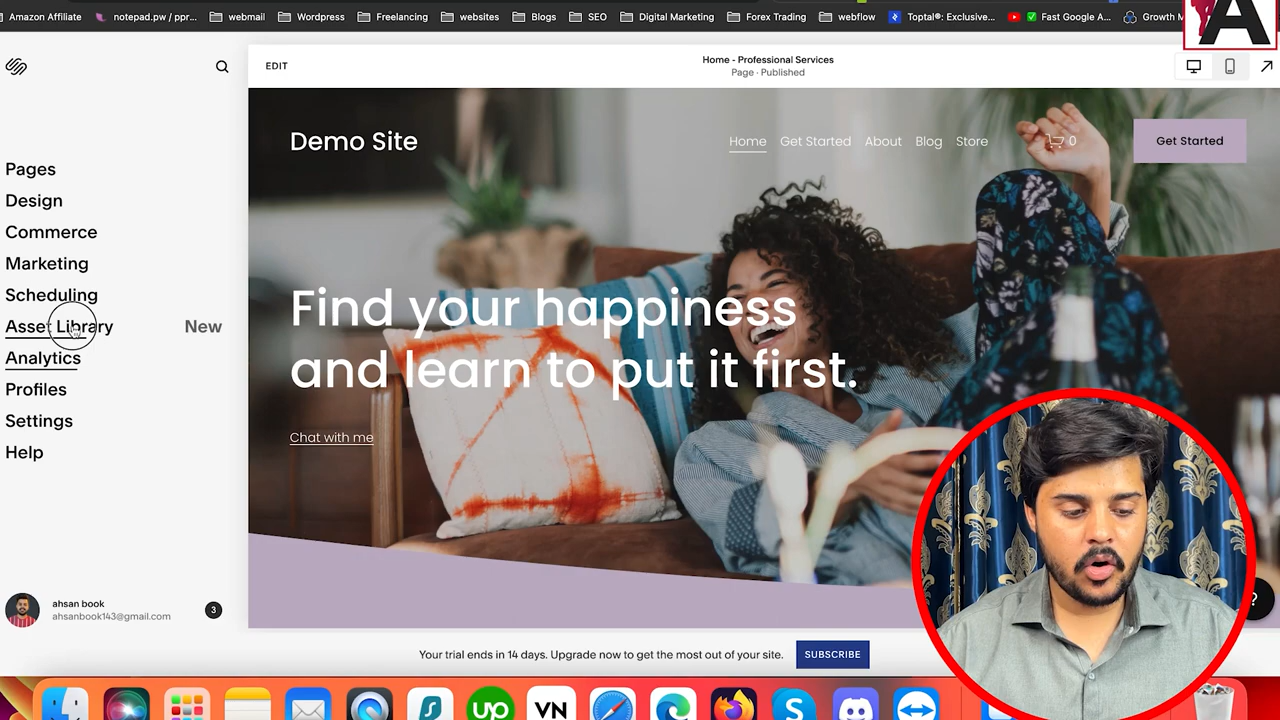 Amazon Affiliate
notepad.pw / ppr...
webmail
Wordpress
Freelancing
websites
Blogs
SEO
Digital Marketing
Forex Trading
webflow
Toptal®: Exclusive...
Fast Google A...
Growth M
A
EDIT
Home - Professional Services
Page · Published
Demo Site
Home
Get Started
About
Blog
Store
0
Get Started
Pages
Design
Commerce
Marketing
Scheduling
Asset Library
New
Analytics
Profiles
Settings
Help
Find your happiness
and learn to put it first.
Chat with me
ahsan book
ahsanbook143@gmail.com
3
?
Your trial ends in 14 days. Upgrade now to get the most out of your site.
SUBSCRIBE
up
VN
S